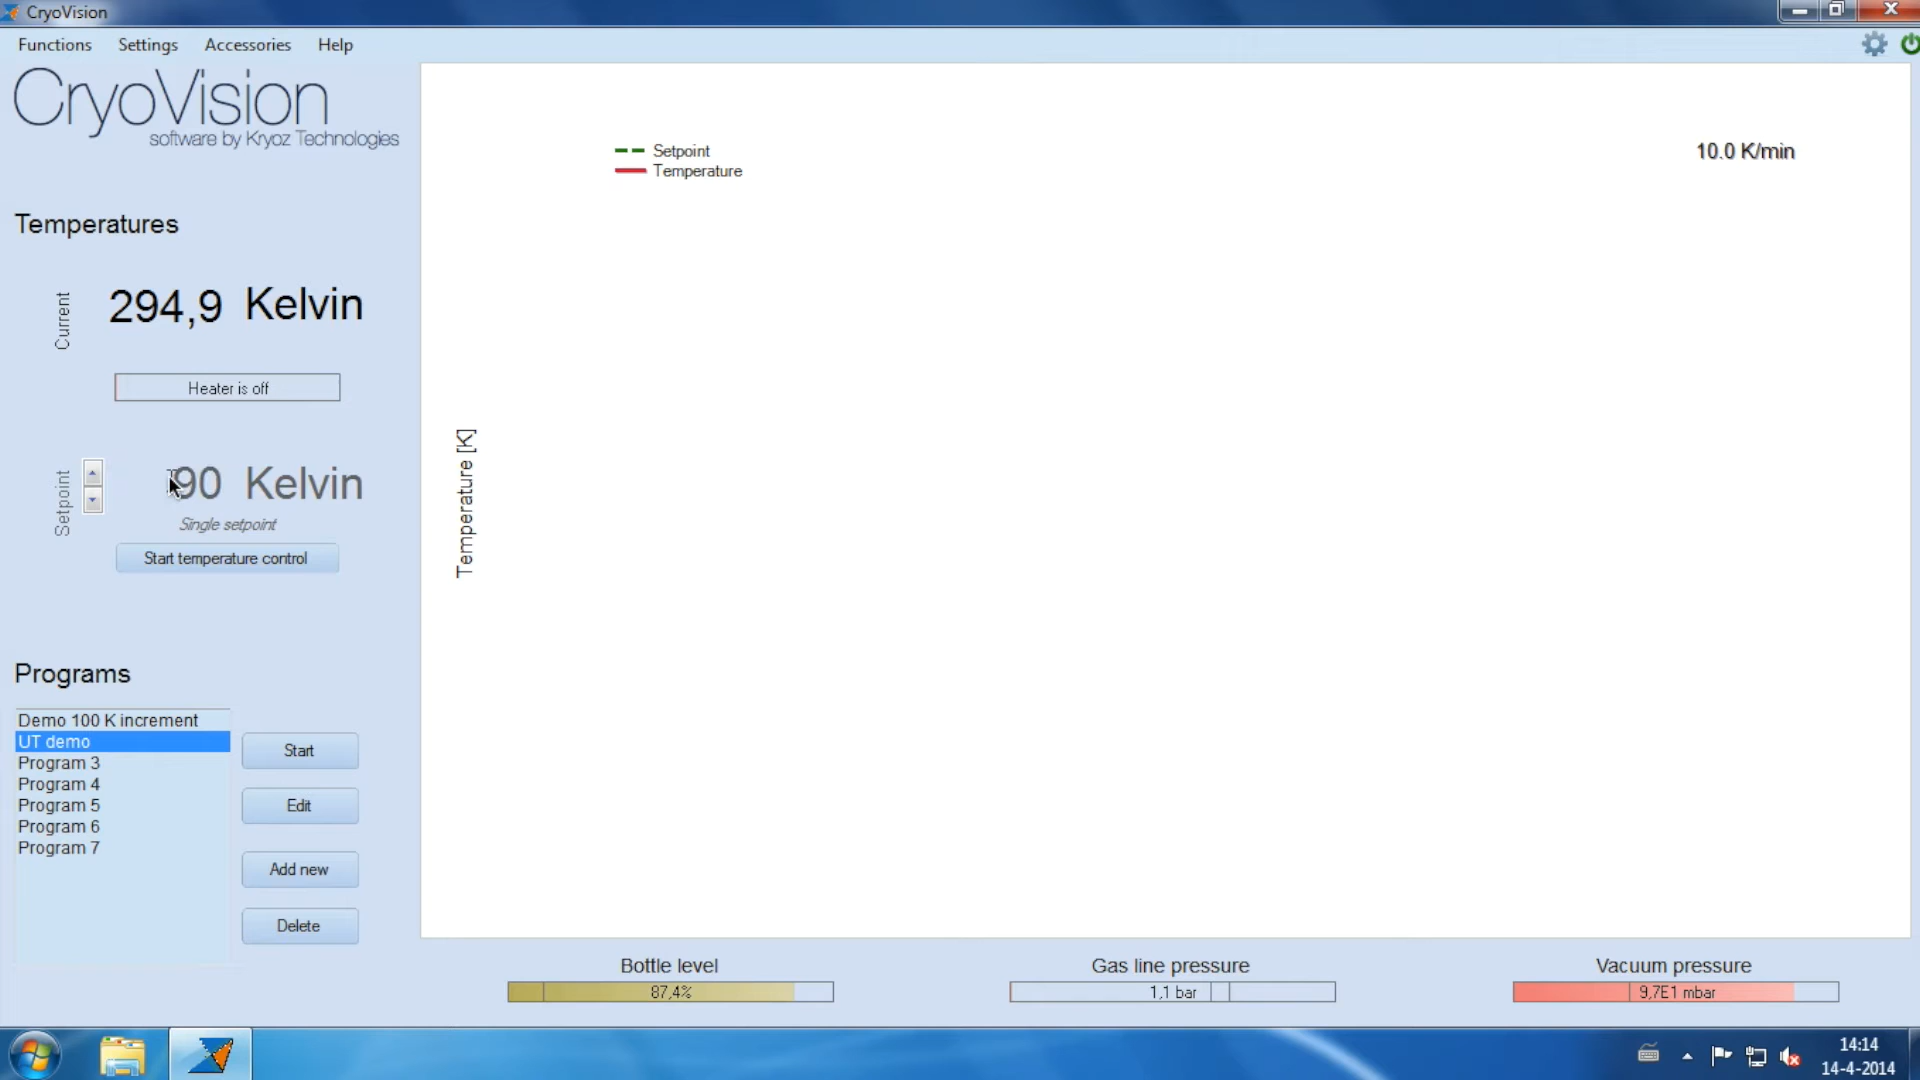 CryoVision
Functions Settings Accessories Help
CryoVision
software by Kryoz Technologies
Setpoint
Temperature
10.0 K/min
Temperatures
Current
294,9 Kelvin
Heater is off
Setpoint
90 Kelvin
Single setpoint
Start temperature control
Temperature [K]
Programs
Demo 100 K increment
UT demo
Program 3
Program 4
Program 5
Program 6
Program 7
Start
Edit
Add new
Delete
Bottle level
87,4%
Gas line pressure
1,1 bar
Vacuum pressure
9,7E1 mbar
14:14
14-4-2014